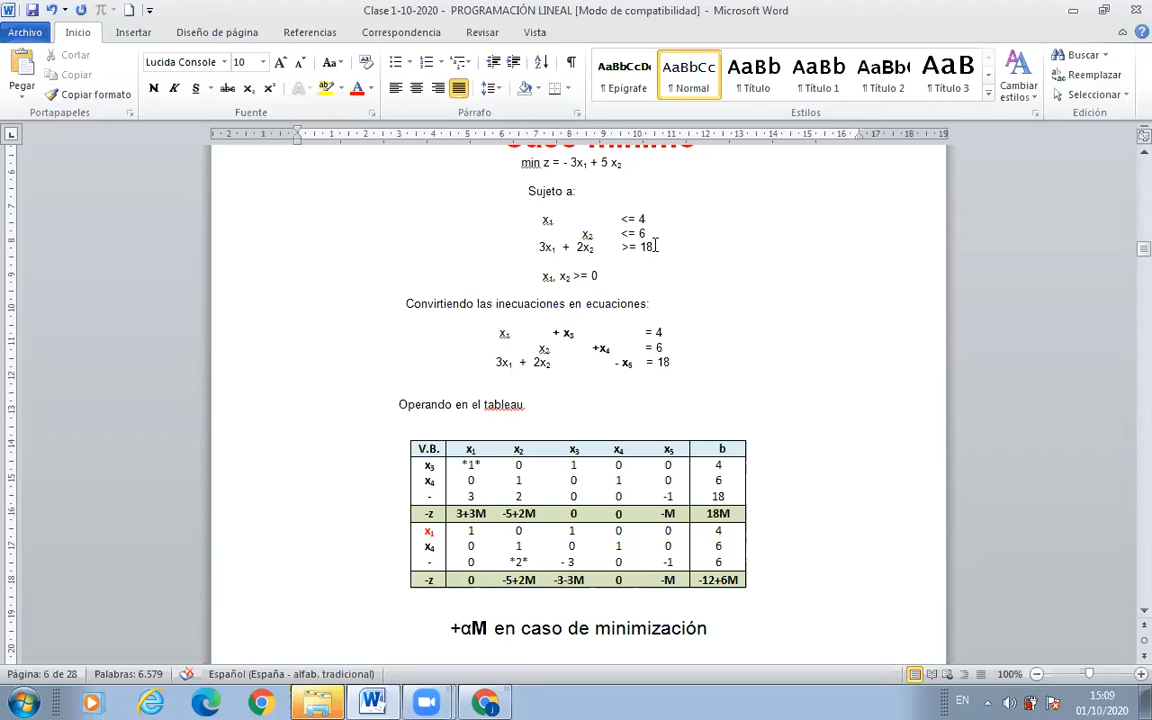 Clase 1-10-2020 - PROGRAMACIÓN LINEAL [Modo de compatibilidad] - Microsoft Word
Archivo Inicio Insertar Diseño de página Referencias Correspondencia Revisar Vista
Pegar
Cortar
Copiar
Copiar formato
Portapapeles
Lucida Console 10
Fuente
Párrafo
AaBbCcDc AaBbCc AaBb AaBb AaBb( AaB
¶ Epígrafe ¶ Normal ¶ Título ¶ Título 1 ¶ Título 2 ¶ Título 3
Cambiar estilos
Estilos
Buscar
Reemplazar
Seleccionar
Edición
min z = - 3x₁ + 5 x₂
Sujeto a:
x₁ <= 4
x₂ <= 6
3x₁ + 2x₂ >= 18
x₁, x₂ >= 0
Convirtiendo las inecuaciones en ecuaciones:
x₁ + x₃ = 4
x₂ +x₄ = 6
3x₁ + 2x₂ - x₅ = 18
Operando en el tableau.
V.B. x₁ x₂ x₃ x₄ x₅ b
x₃ *1* 0 1 0 0 4
x₄ 0 1 0 1 0 6
- 3 2 0 0 -1 18
-z 3+3M -5+2M 0 0 -M 18M
x₁ 1 0 1 0 0 4
x₄ 0 1 0 1 0 6
- 0 *2* - 3 0 -1 6
-z 0 -5+2M -3-3M 0 -M -12+6M
+αM en caso de minimización
Página: 6 de 28 Palabras: 6.579 Español (España - alfab. tradicional) 100%
EN 15:09
01/10/2020